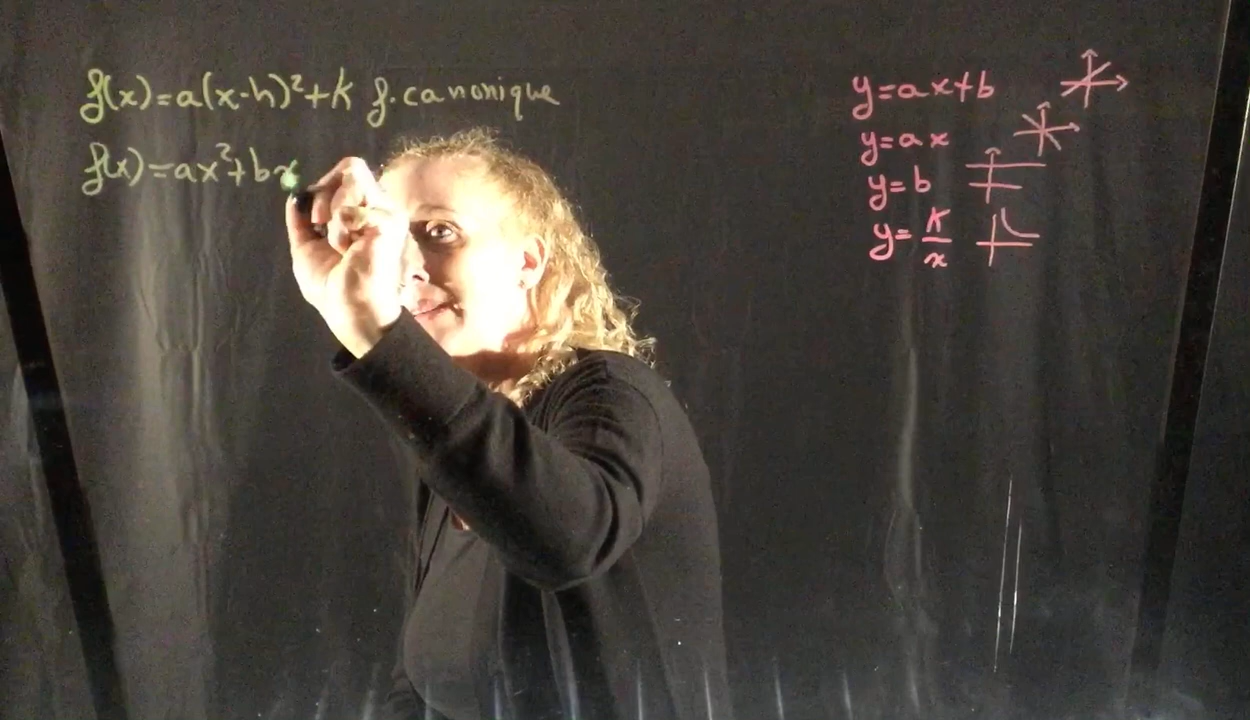 f(x)=a(x-h)²+k f. canonique
f(x)=ax²+bx
y=ax+b
y=ax
y=b
y=k/x